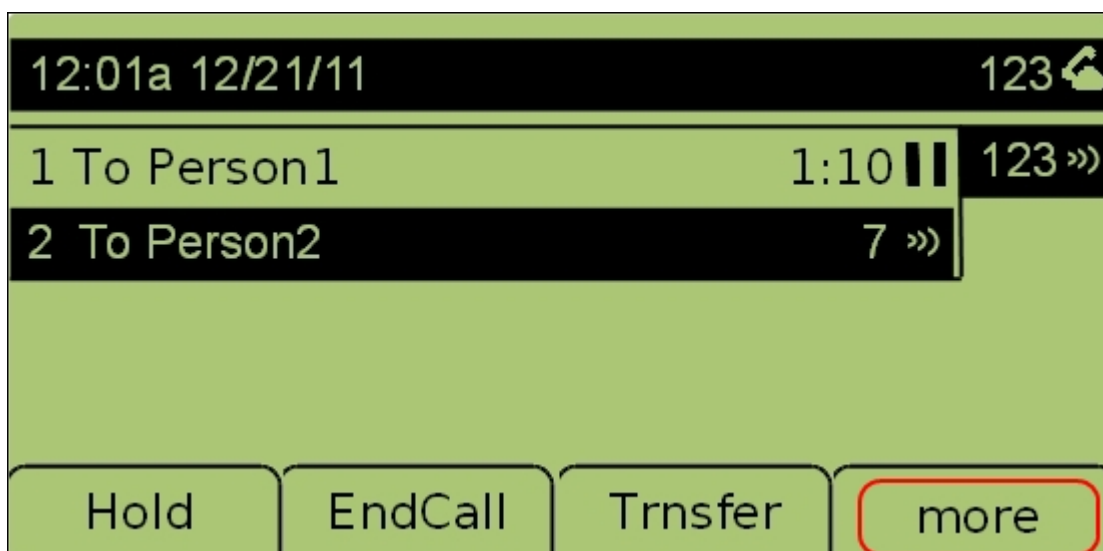 12:01a 12/21/11 123
1 To Person1 1:10 123
2 To Person2 7
Hold EndCall Trnsfer more